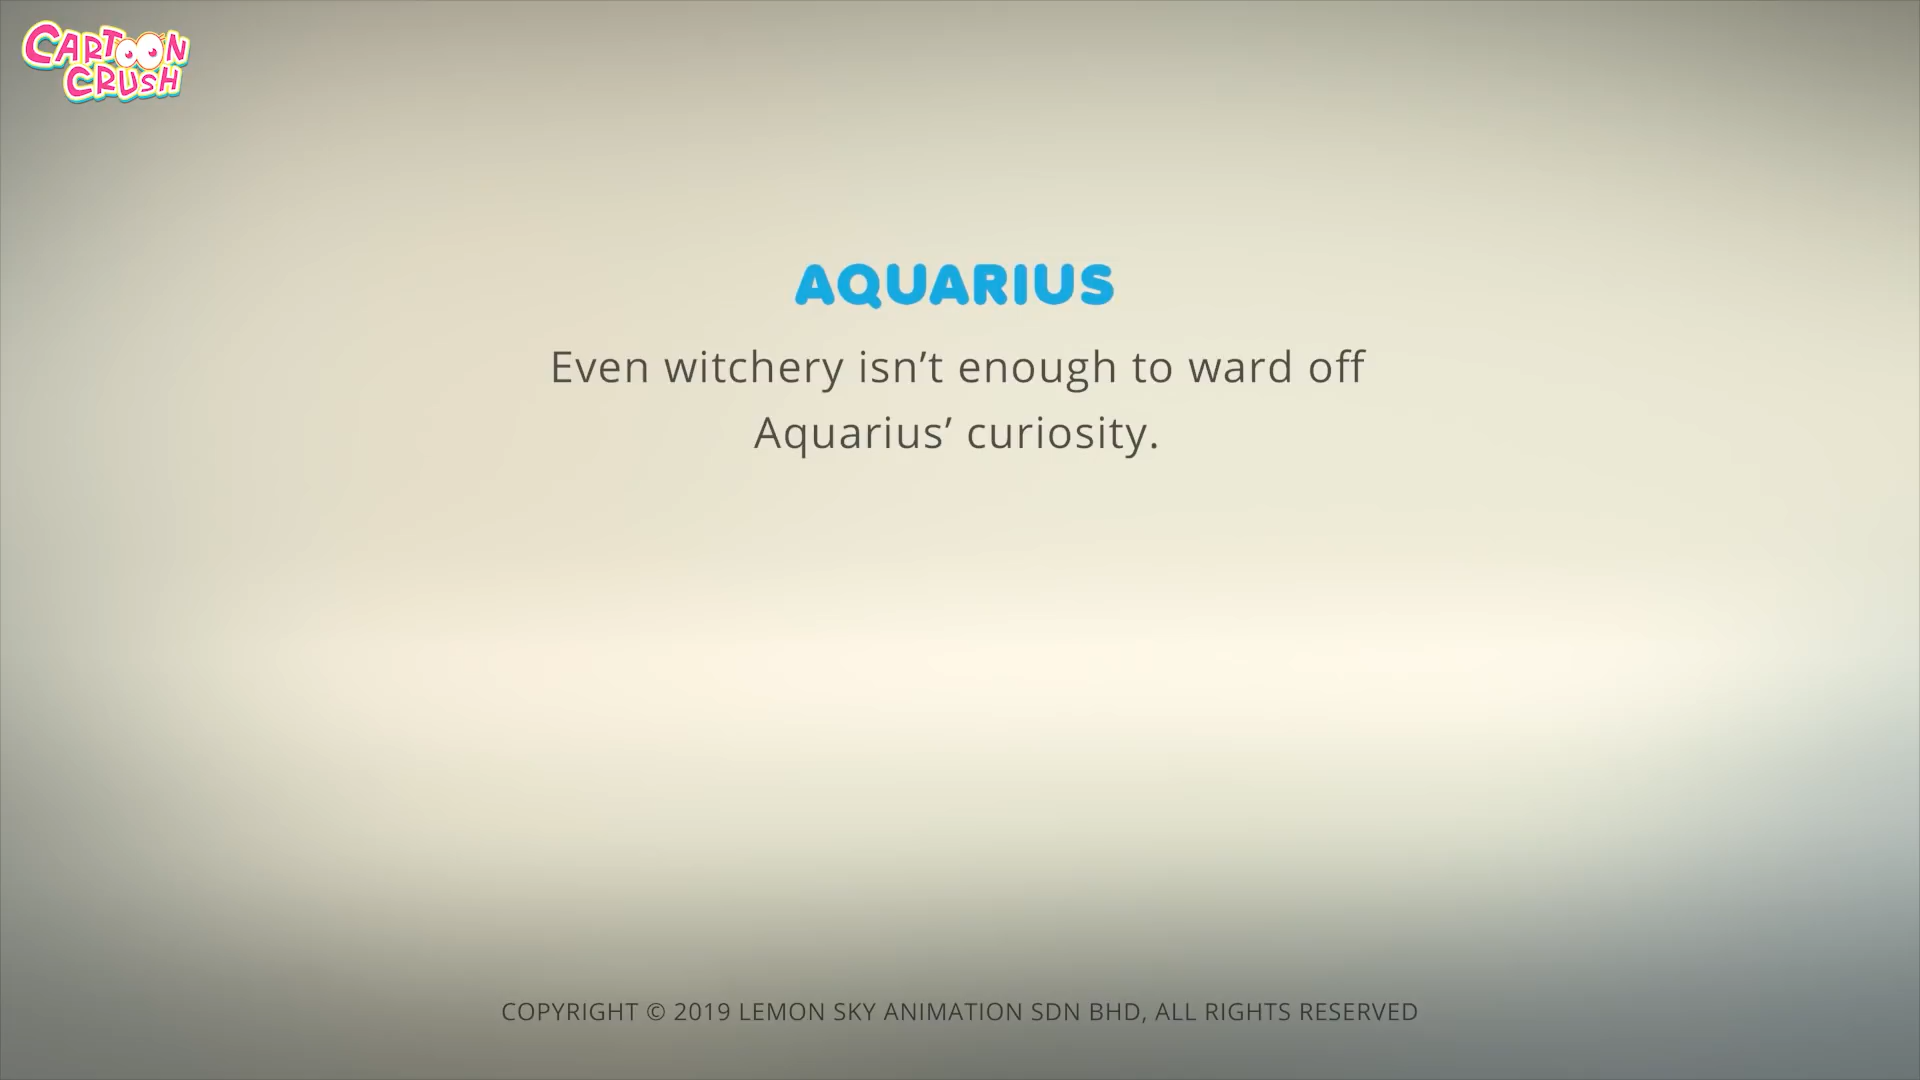 CARTOON
CRUSH
AQUARIUS
Even witchery isn’t enough to ward off
Aquarius’ curiosity.
COPYRIGHT © 2019 LEMON SKY ANIMATION SDN BHD, ALL RIGHTS RESERVED